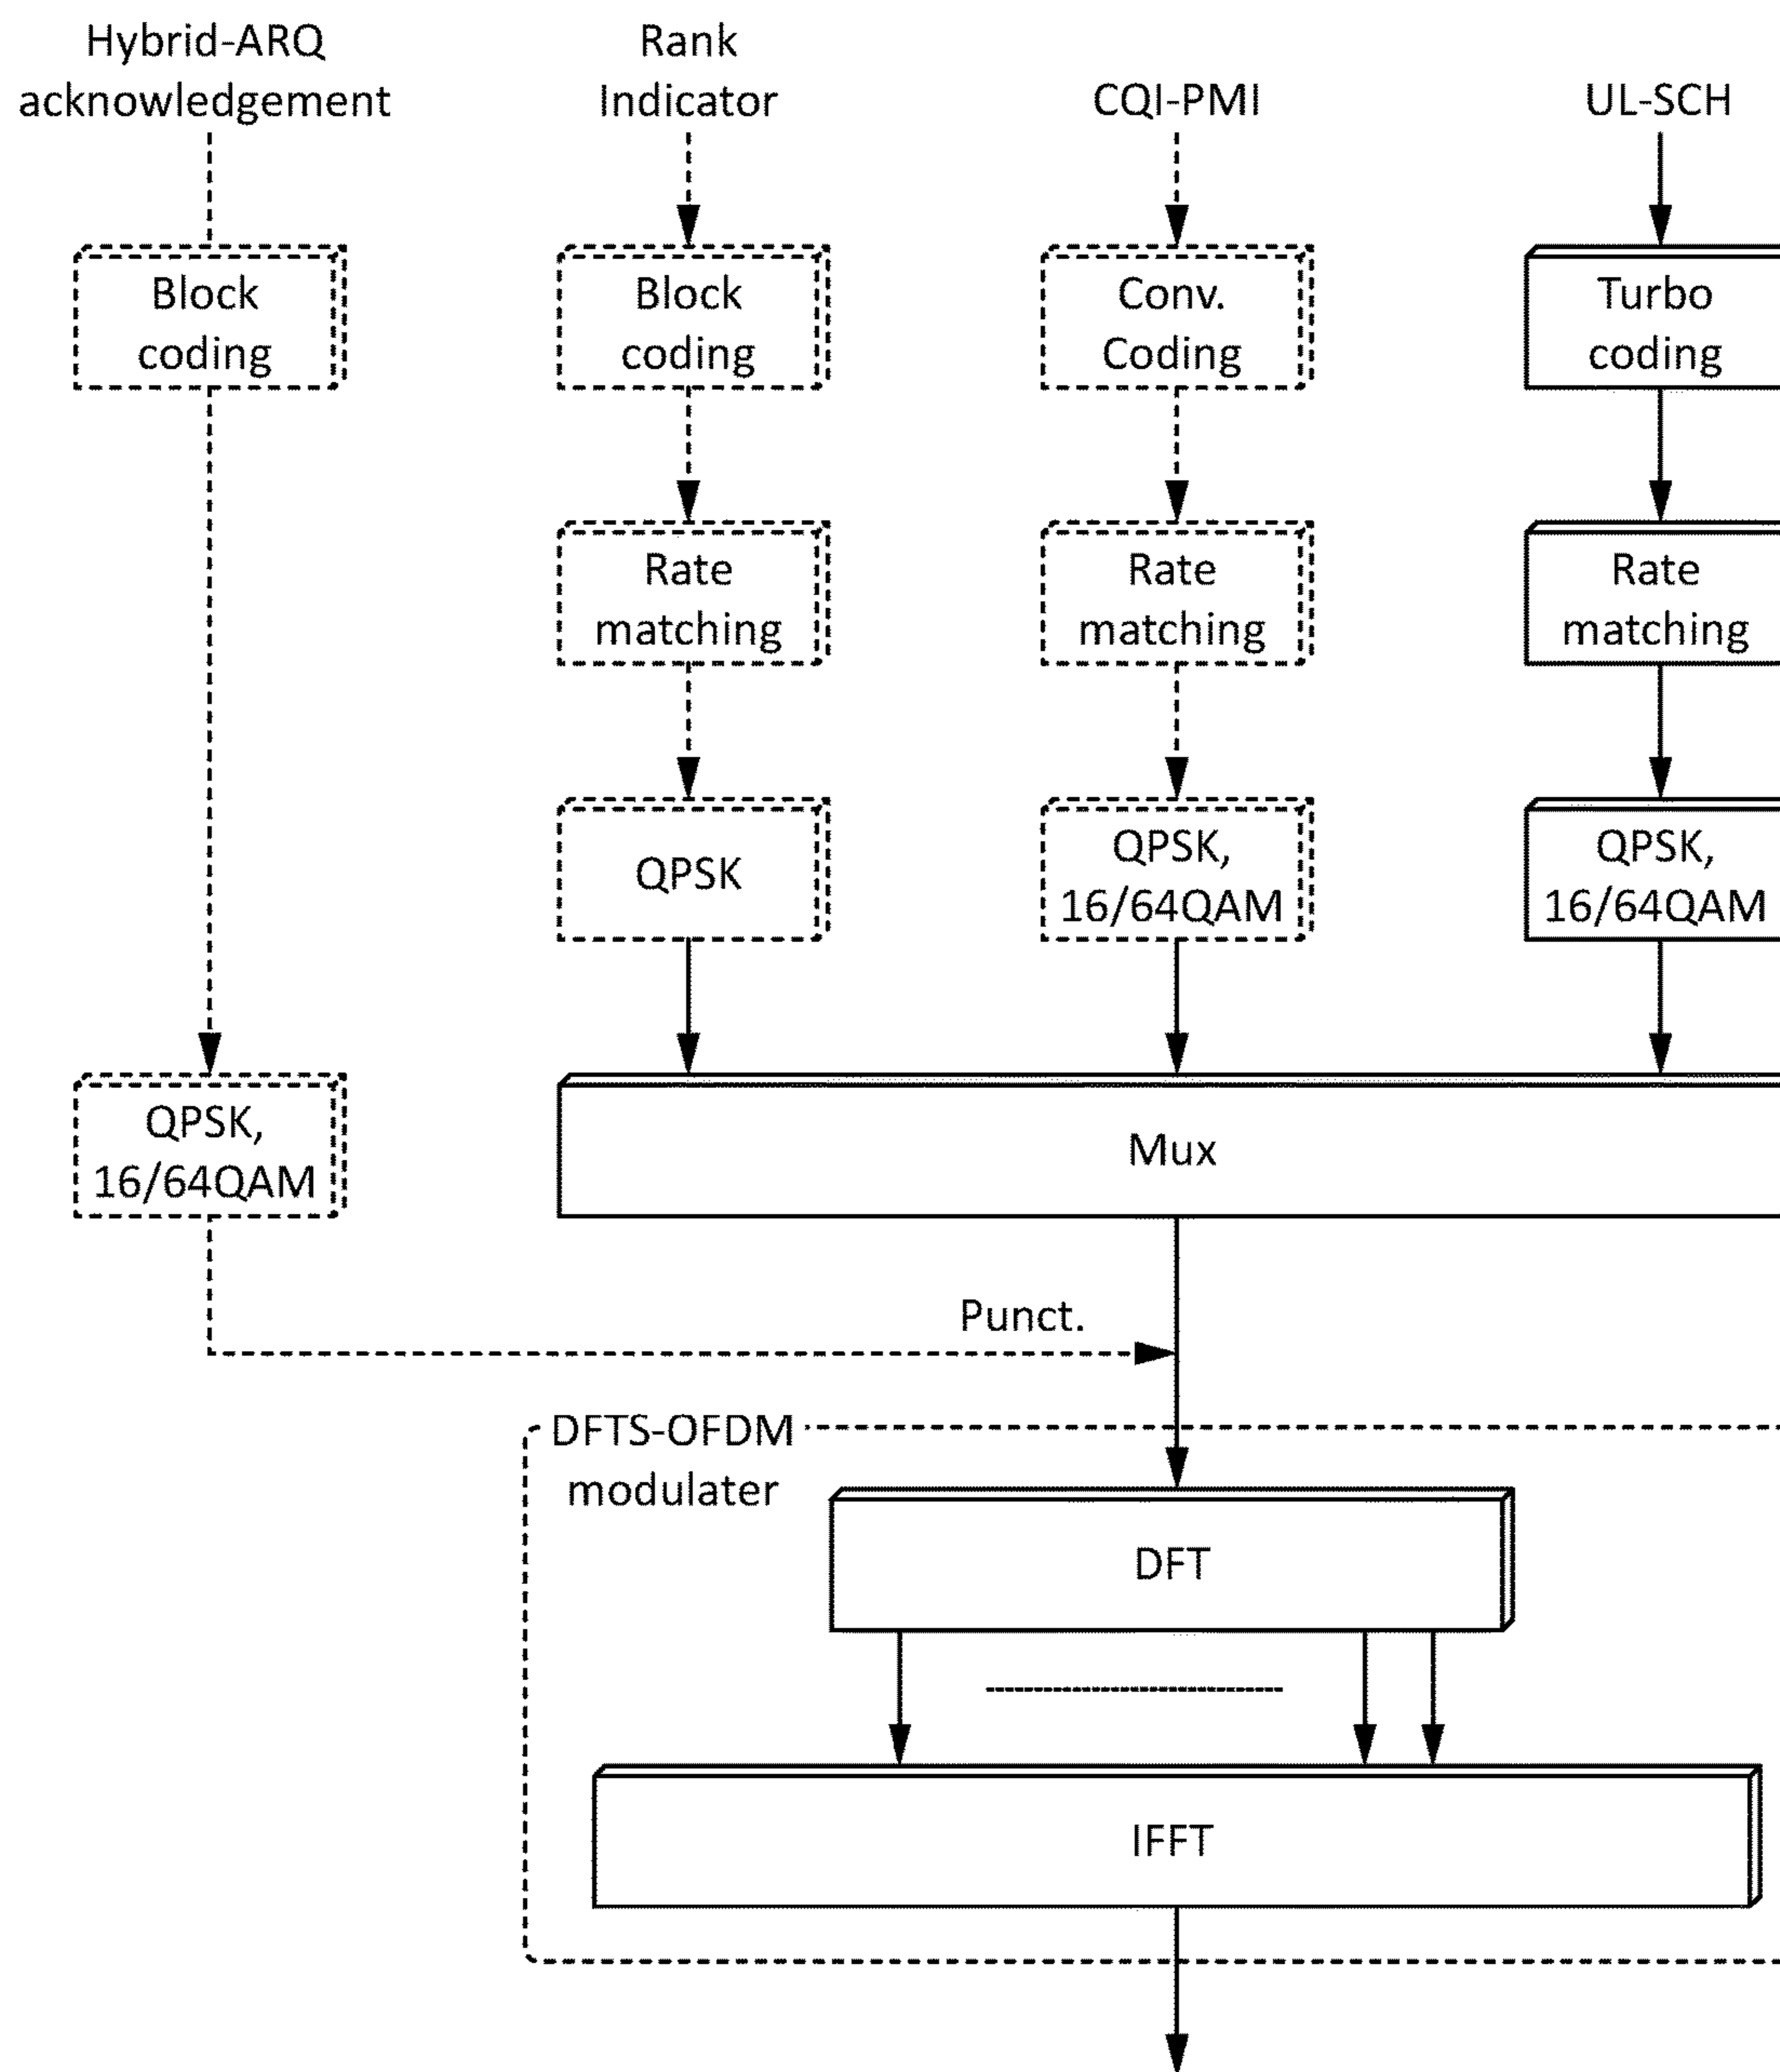 Hybrid-ARQ
acknowledgement
Rank
Indicator
CQI-PMI
UL-SCH
Block
coding
Block
coding
Conv.
Coding
Turbo
coding
Rate
matching
Rate
matching
Rate
matching
QPSK
QPSK,
16/64QAM
QPSK,
16/64QAM
QPSK,
16/64QAM
Mux
Punct.
DFTS-OFDM
modulater
DFT
IFFT